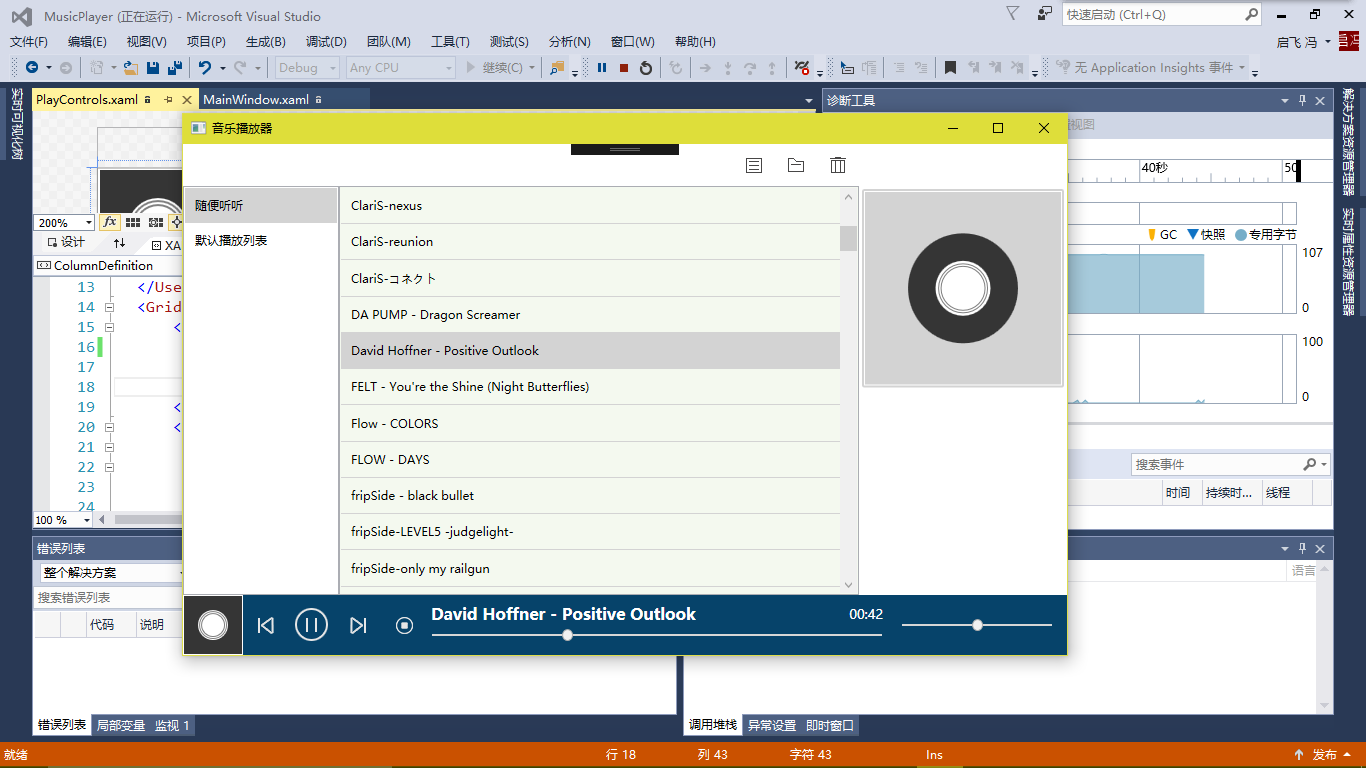 MusicPlayer (正在运行) - Microsoft Visual Studio
快速启动 (Ctrl+Q)
文件(F) 编辑(E) 视图(V) 项目(P) 生成(B) 调试(D) 团队(M) 工具(T) 测试(S) 分析(N) 窗口(W) 帮助(H)
启飞 冯
Debug Any CPU 继续(C) 无 Application Insights 事件
实时可视化树
PlayControls.xaml MainWindow.xaml
诊断工具
解决方案资源管理器
实时属性资源管理器
音乐播放器
视图
40秒 50
随便听听
默认播放列表
ClariS-nexus
ClariS-reunion
ClariS-コネクト
DA PUMP - Dragon Screamer
David Hoffner - Positive Outlook
FELT - You're the Shine (Night Butterflies)
Flow - COLORS
FLOW - DAYS
fripSide - black bullet
fripSide-LEVEL5 -judgelight-
fripSide-only my railgun
200%
设计 XA
ColumnDefinition
13 </Use
14 <Grid
15 <
16
17
18
19 <
20 <
21
22
23
24
100 %
GC 快照 专用字节
107
0
100
0
搜索事件
时间 持续时... 线程
错误列表
整个解决方案
搜索错误列表
代码 说明
语言
David Hoffner - Positive Outlook 00:42
错误列表 局部变量 监视 1
调用堆栈 异常设置 即时窗口
就绪 行 18 列 43 字符 43 Ins 发布